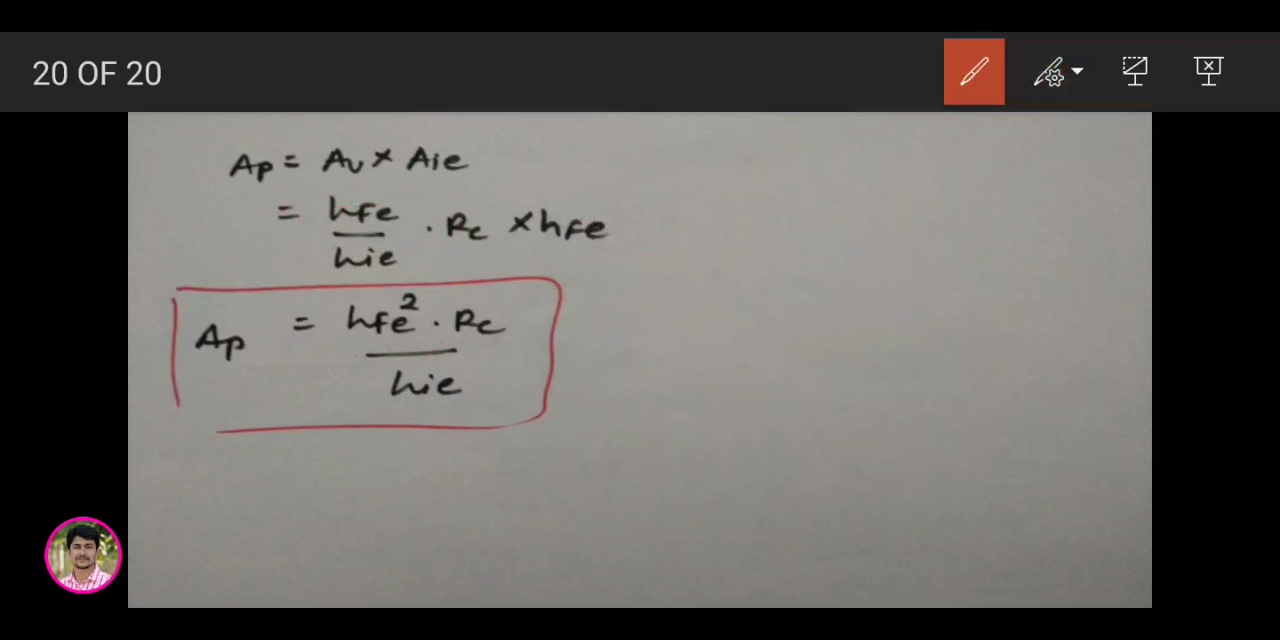 20 OF 20
Ap = Av × Aie
= hfe/hie . Rc × hfe
Ap = hfe² . Rc/hie